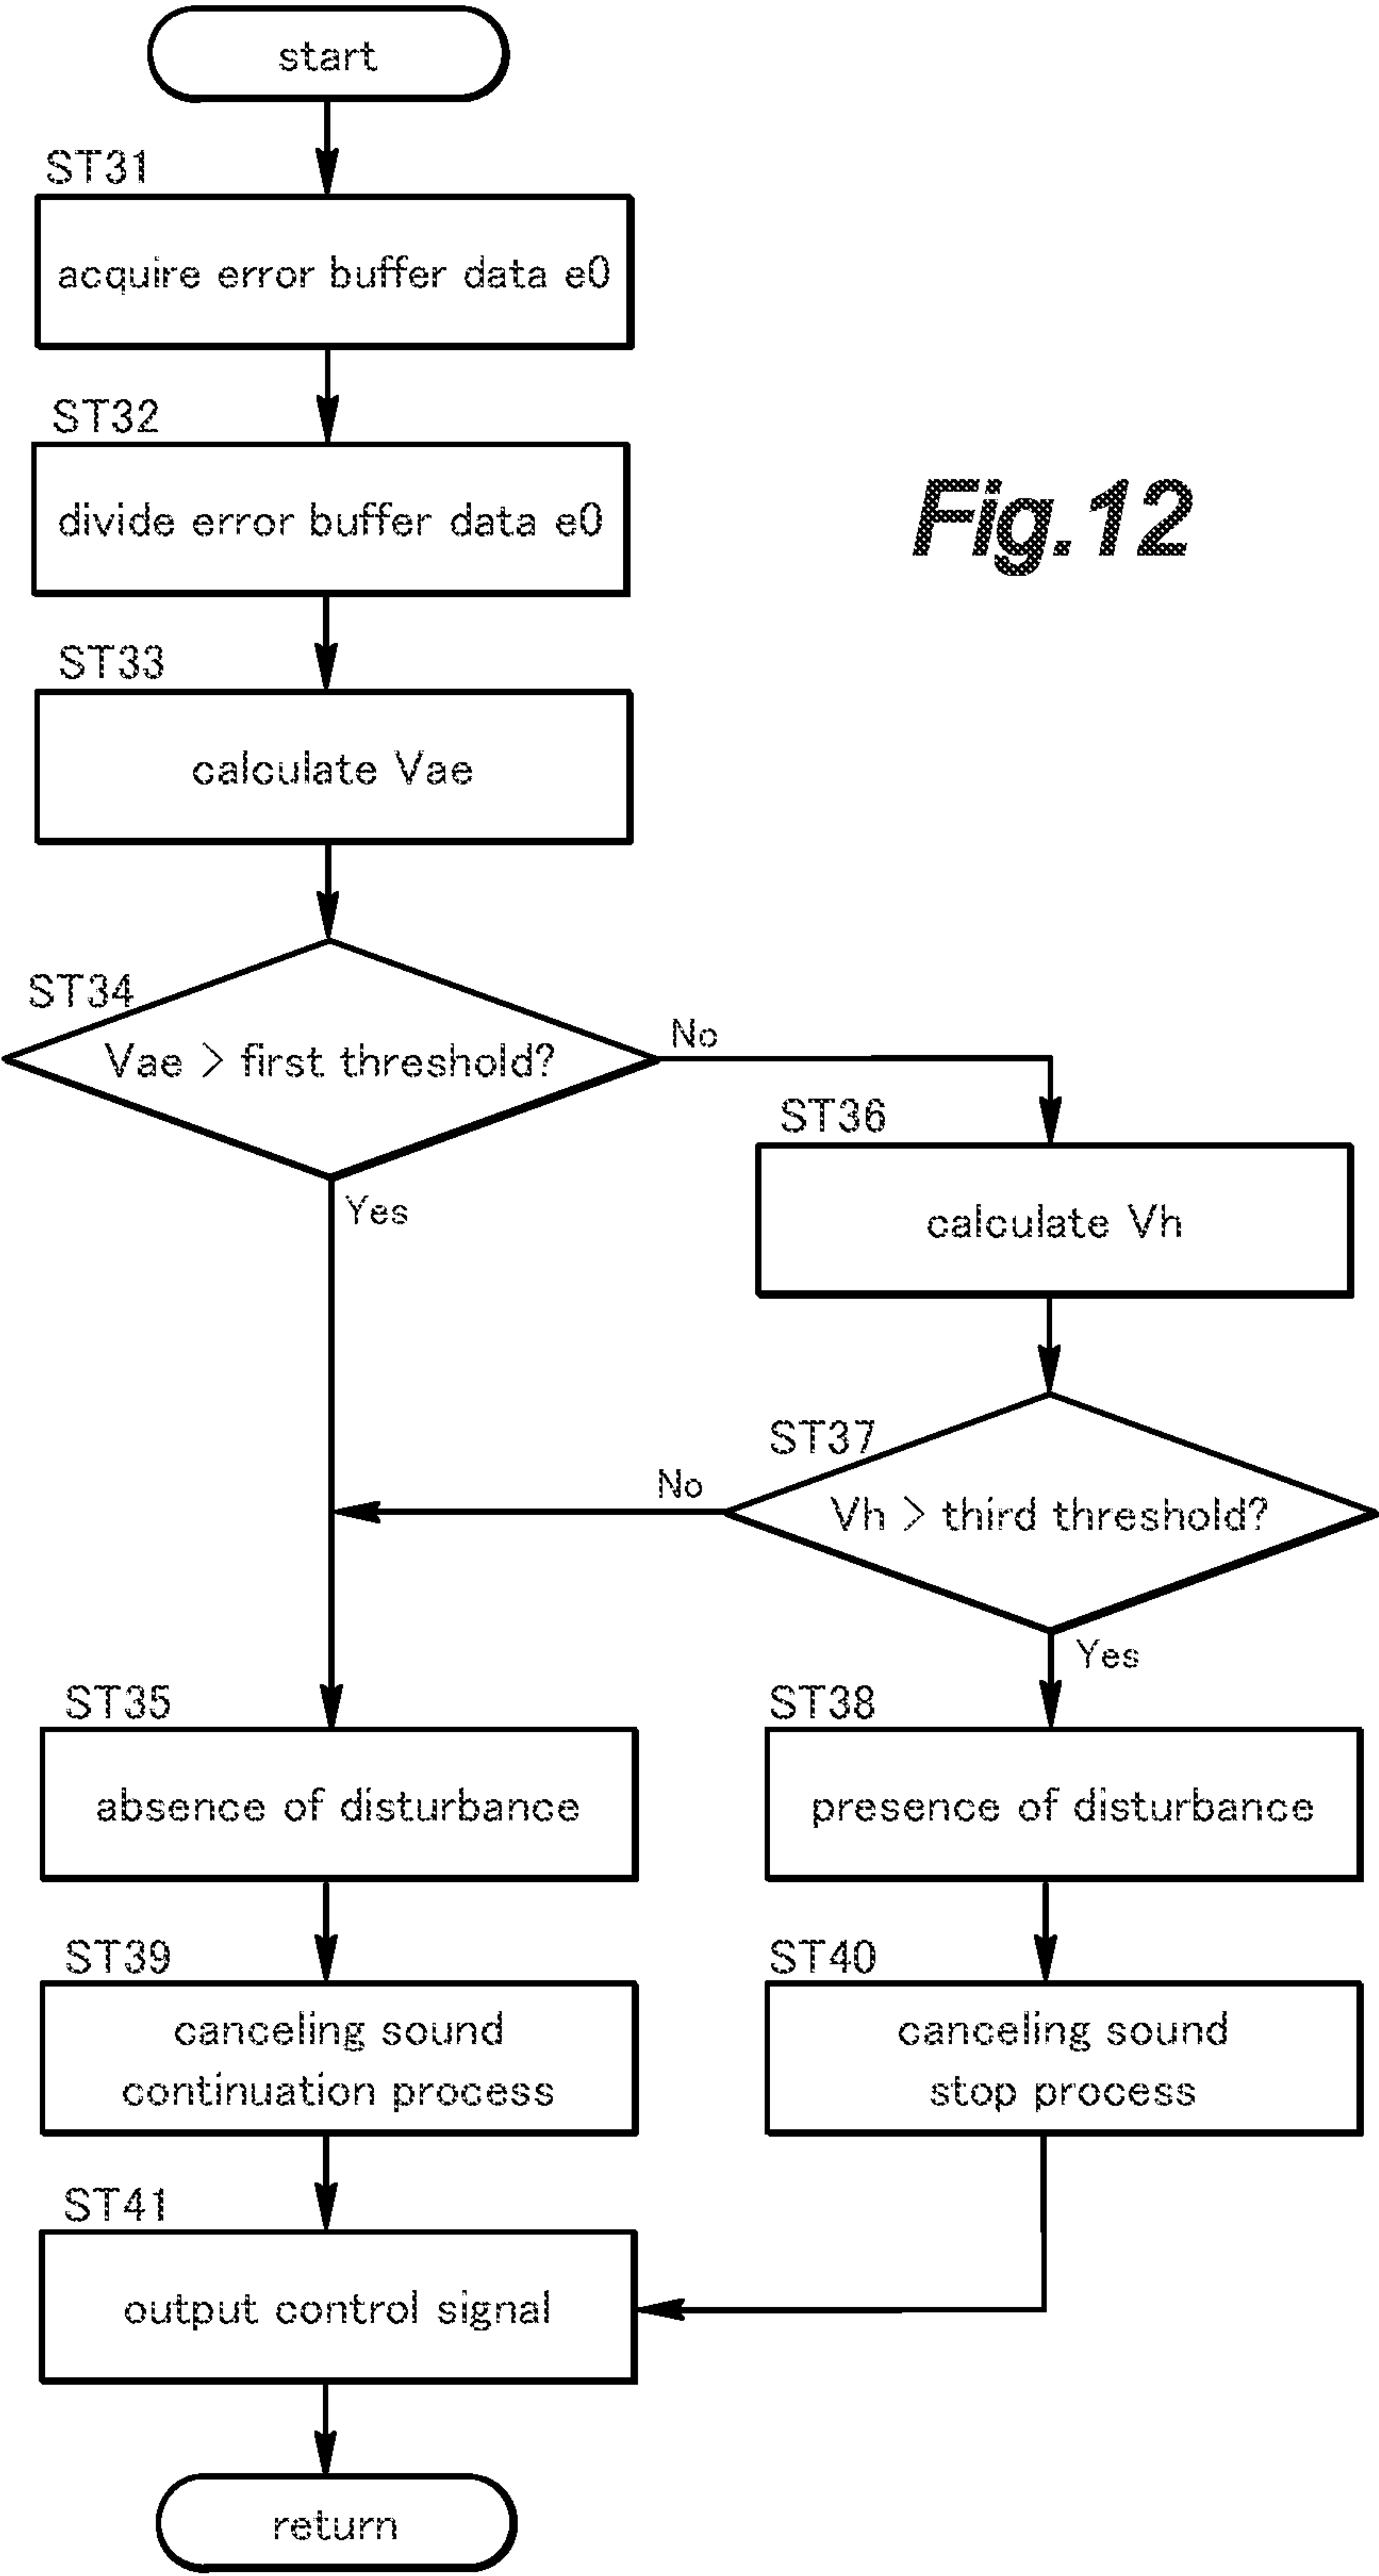 start
ST31
acquire error buffer data e0
ST32
divide error buffer data e0
Fig.12
ST33
calculate Vae
ST34
Vae > first threshold?
No
Yes
ST36
calculate Vh
ST37
Vh > third threshold?
No
Yes
ST35
absence of disturbance
ST38
presence of disturbance
ST39
canceling sound
continuation process
ST40
canceling sound
stop process
ST41
output control signal
return